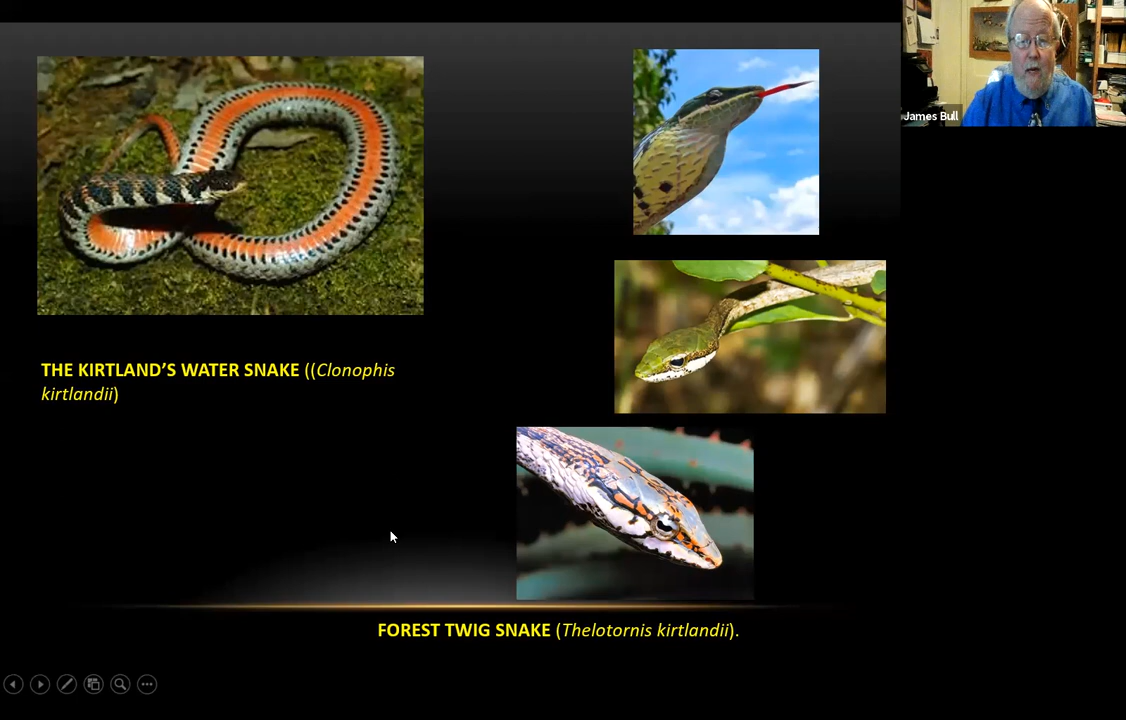 James Bull
THE KIRTLAND’S WATER SNAKE ((Clonophis
kirtlandii)
FOREST TWIG SNAKE (Thelotornis kirtlandii).